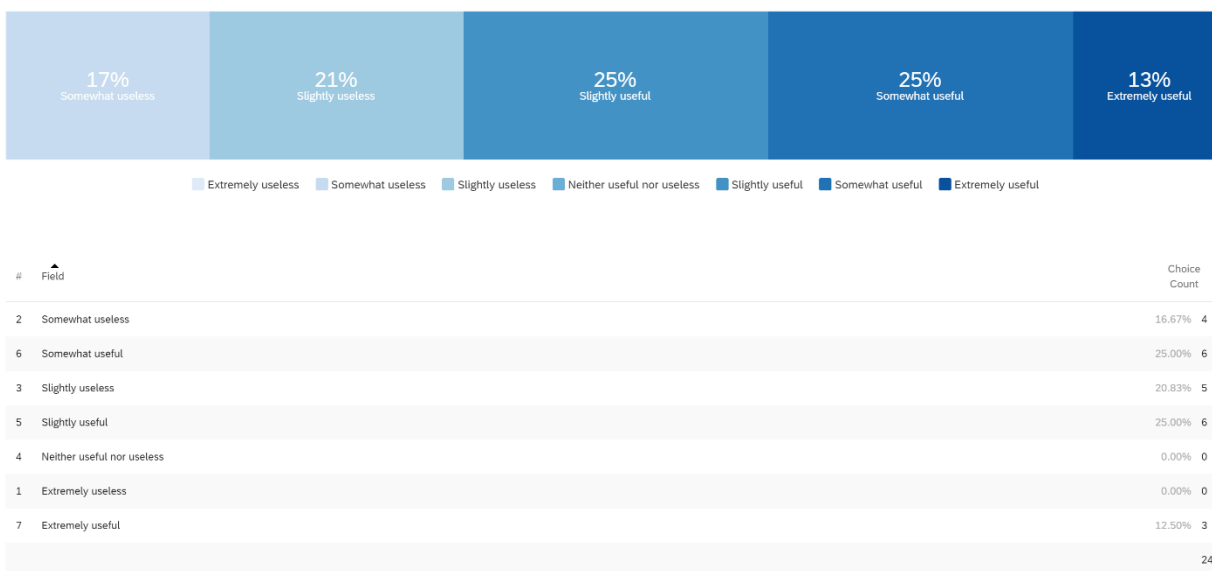 17% 21% 25% 25% 13%
Somewhat useless Slightly useless Slightly useful Somewhat useful Extremely useful
Extremely useless Somewhat useless Slightly useless Neither useful nor useless Slightly useful Somewhat useful Extremely useful
# Field Choice Count
2 Somewhat useless 16.67% 4
6 Somewhat useful 25.00% 6
3 Slightly useless 20.83% 5
5 Slightly useful 25.00% 6
4 Neither useful nor useless 0.00% 0
1 Extremely useless 0.00% 0
7 Extremely useful 12.50% 3
24